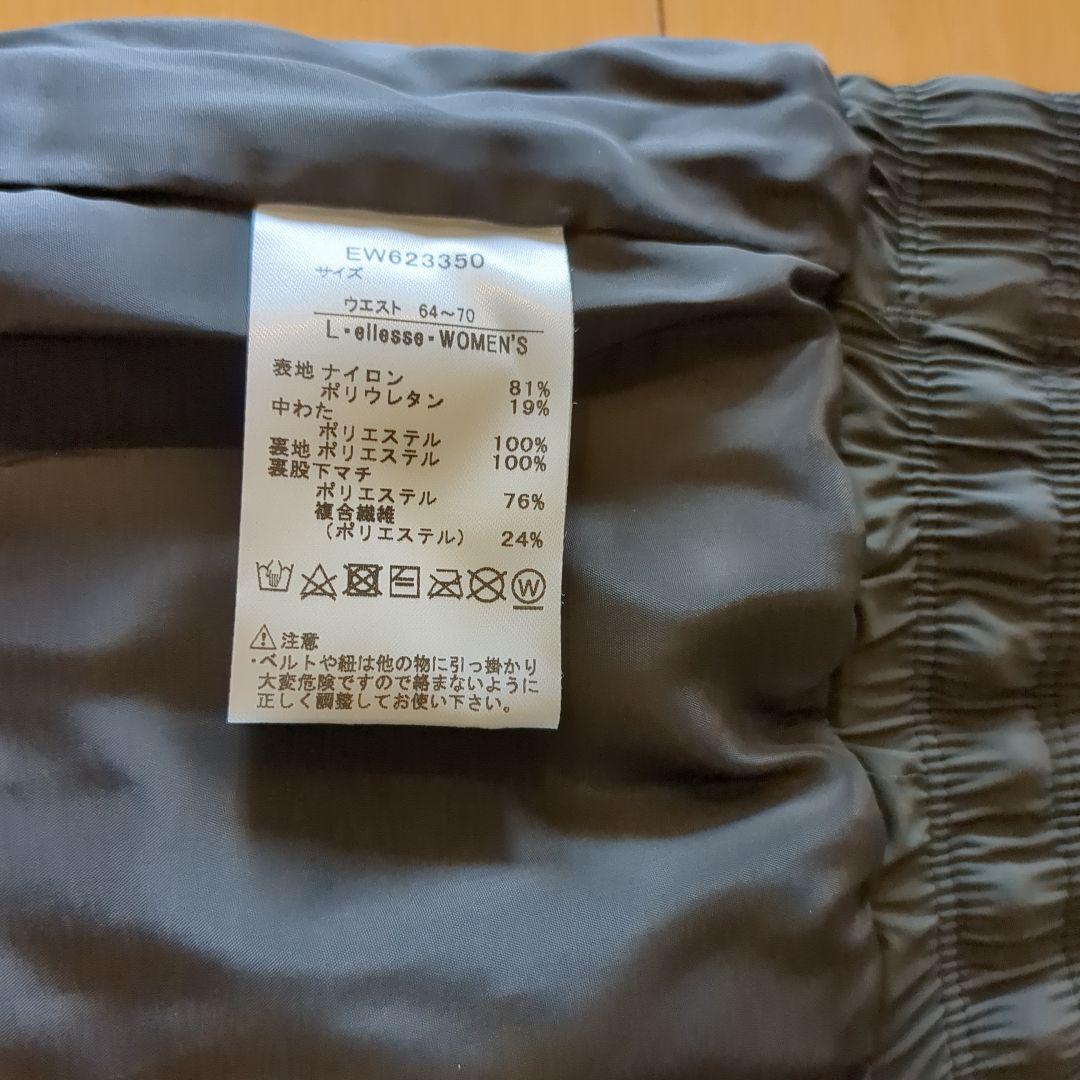 EW623350
サイズ
ウエスト 64～70
L・ellesse・WOMEN'S
表地 ナイロン 81%
ポリウレタン 19%
中わた
ポリエステル 100%
裏地 ポリエステル 100%
裏股下マチ
ポリエステル 76%
複合繊維
(ポリエステル) 24%
W
注意
・ベルトや紐は他の物に引っ掛かり
大変危険ですので絡まないように
正しく調整してお使い下さい。